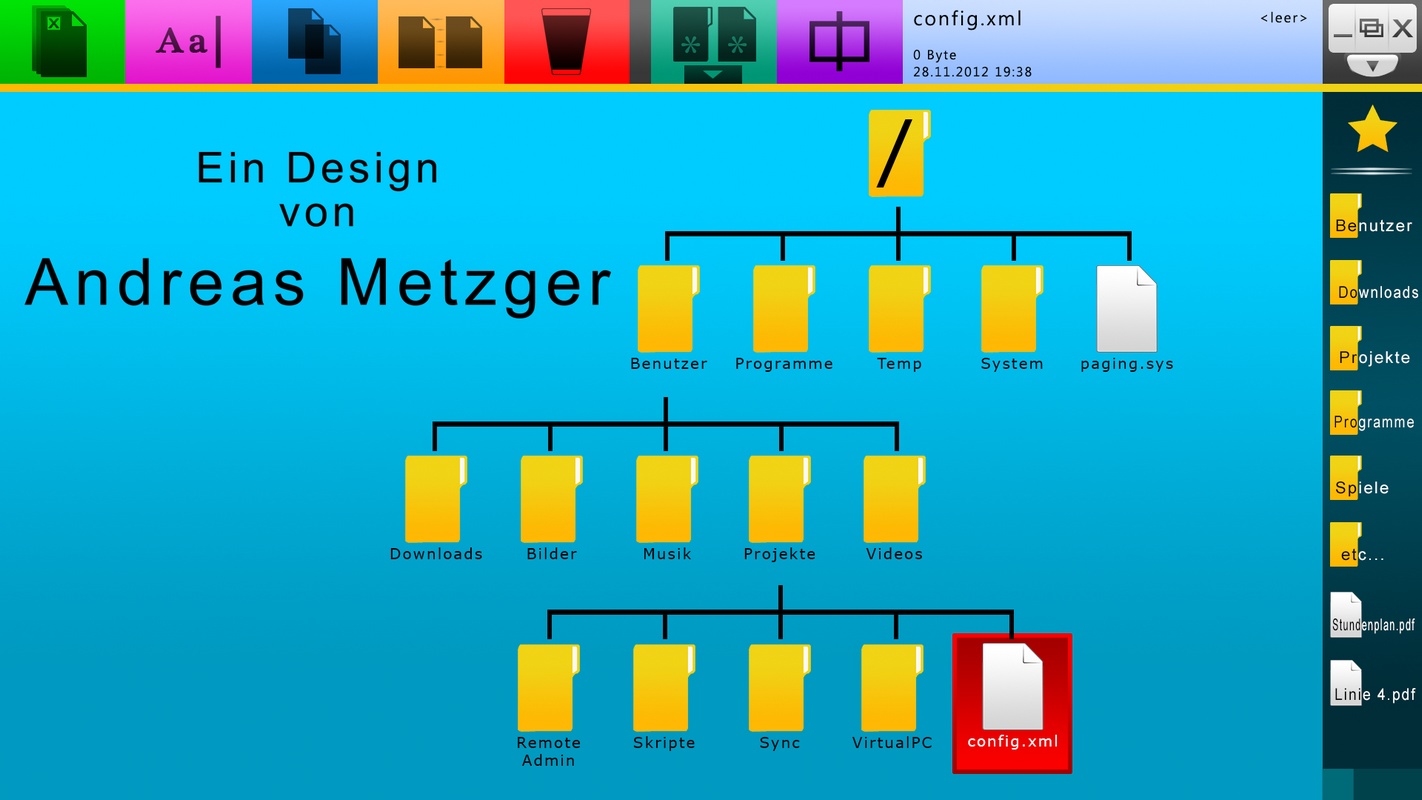 Aa
config.xml
<leer>
0 Byte
28.11.2012 19:38
Ein Design
von
Andreas Metzger
/
Benutzer
Programme
Temp
System
paging.sys
Downloads
Bilder
Musik
Projekte
Videos
Remote
Admin
Skripte
Sync
VirtualPC
config.xml
Benutzer
Downloads
Projekte
Programme
Spiele
etc...
Stundenplan.pdf
Linie 4.pdf